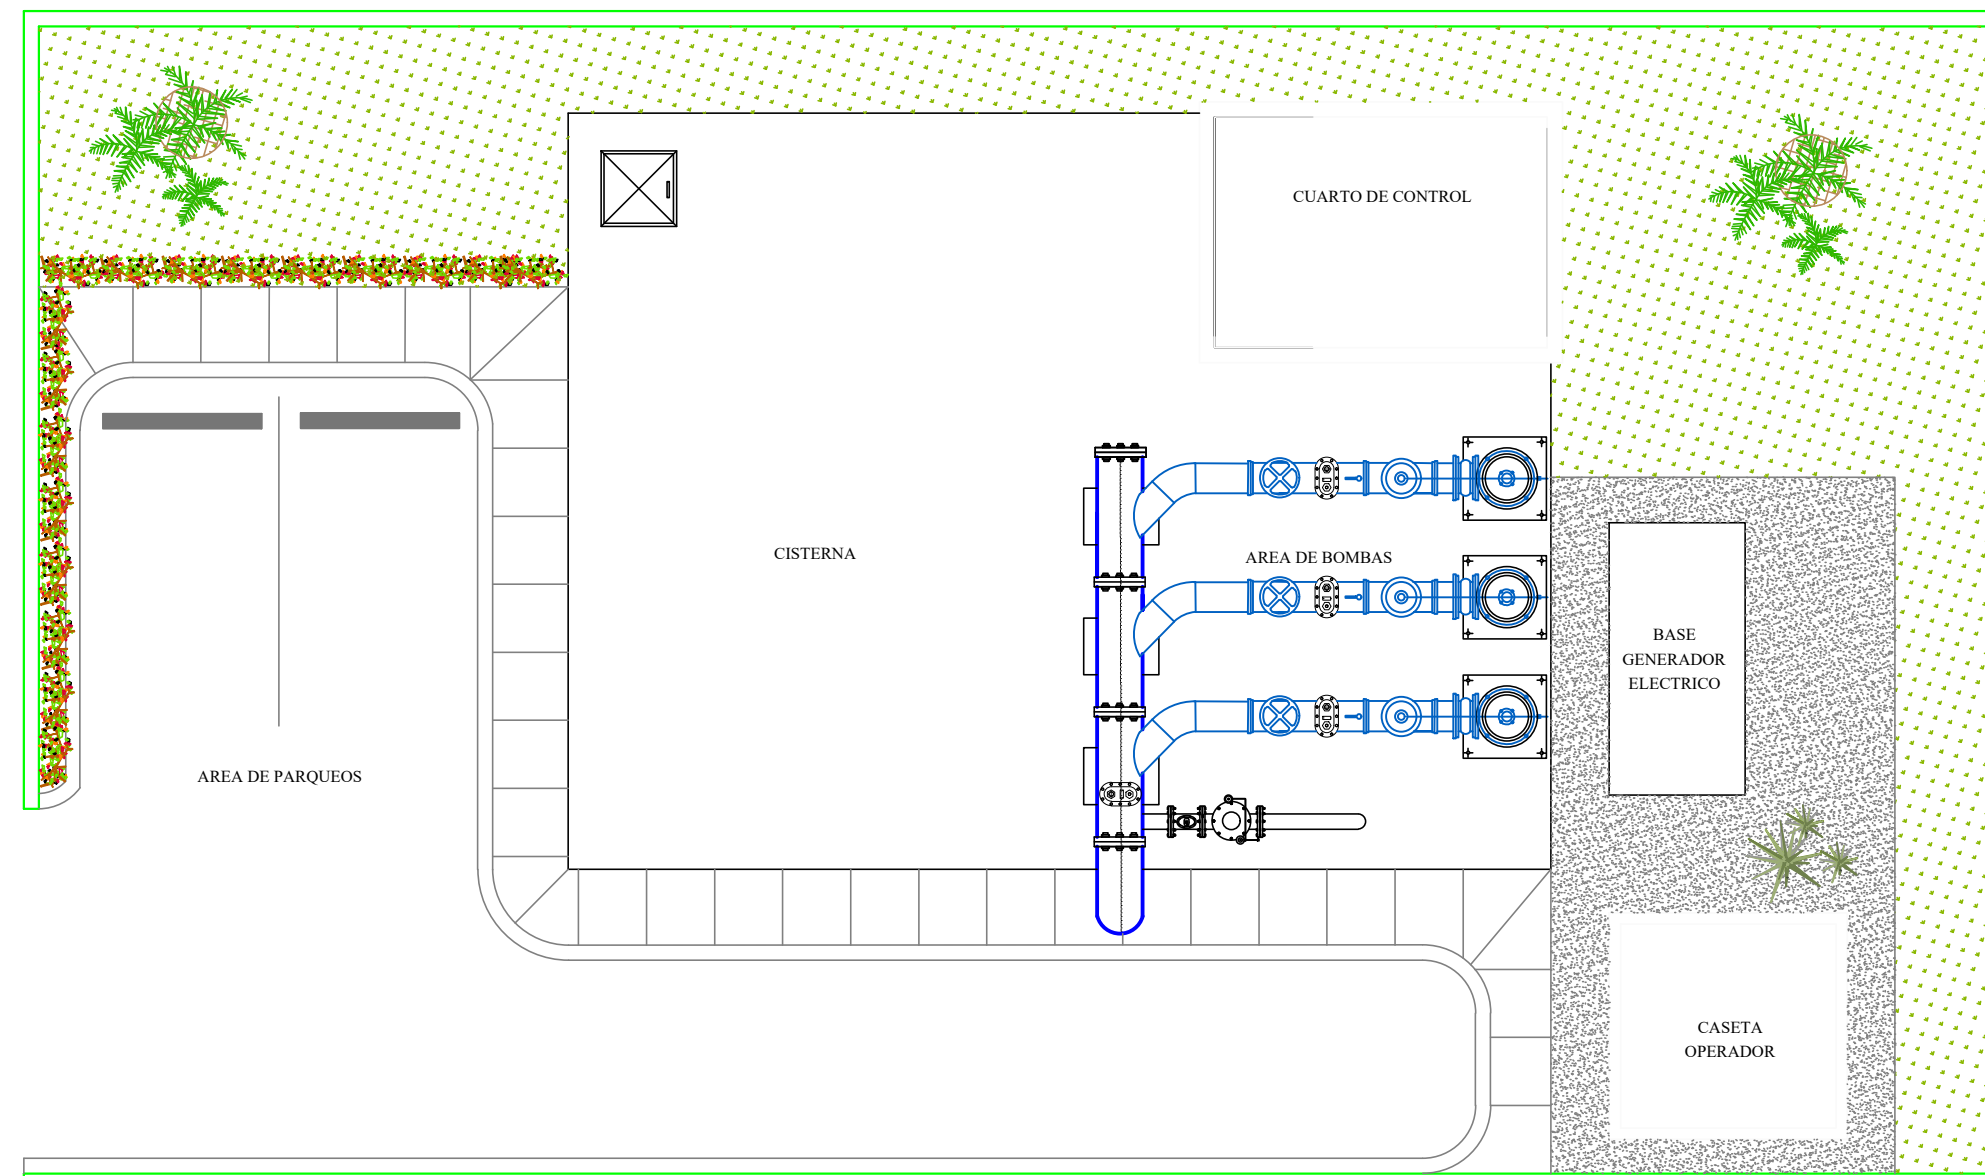 CUARTO DE CONTROL
CISTERNA
AREA DE BOMBAS
BASE
GENERADOR
ELECTRICO
AREA DE PARQUEOS
CASETA
OPERADOR